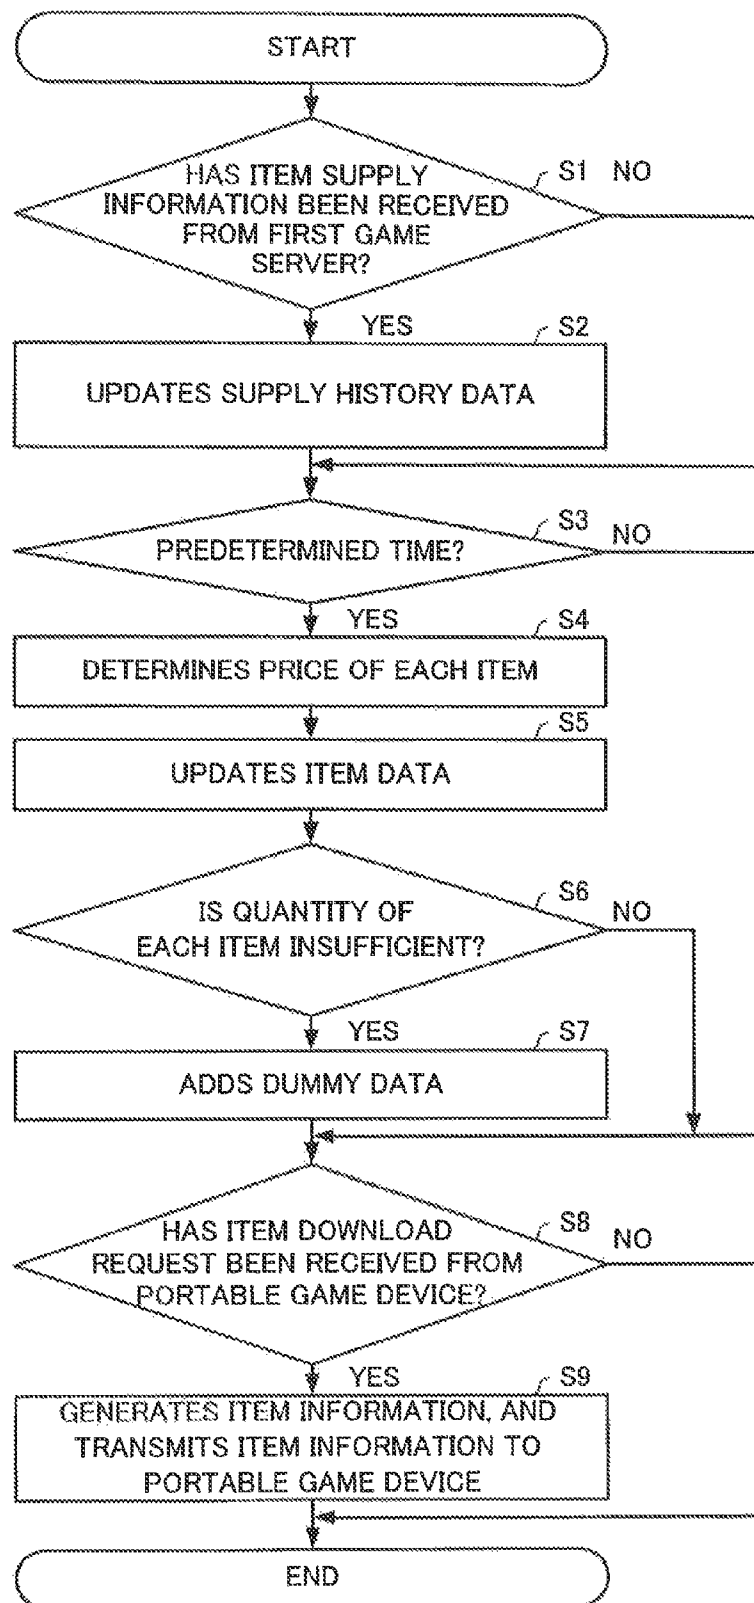 START
HAS ITEM SUPPLY
INFORMATION BEEN RECEIVED
FROM FIRST GAME
SERVER?
S1 NO
YES
S2
UPDATES SUPPLY HISTORY DATA
PREDETERMINED TIME?
S3
NO
YES
S4
DETERMINES PRICE OF EACH ITEM
S5
UPDATES ITEM DATA
IS QUANTITY OF
EACH ITEM INSUFFICIENT?
S6
NO
YES
S7
ADDS DUMMY DATA
HAS ITEM DOWNLOAD
REQUEST BEEN RECEIVED FROM
PORTABLE GAME DEVICE?
S8
NO
YES
S9
GENERATES ITEM INFORMATION, AND
TRANSMITS ITEM INFORMATION TO
PORTABLE GAME DEVICE
END